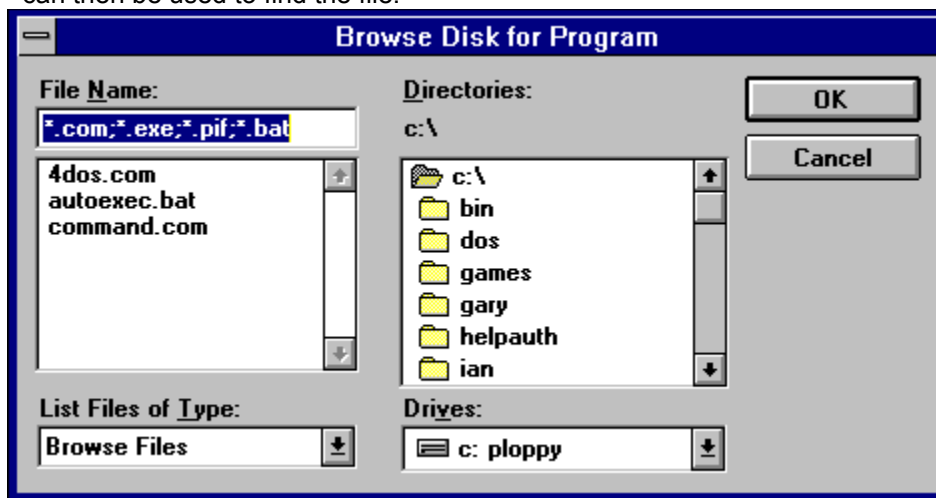 can then be used to find the file.
Browse Disk for Program
File Name:
*.com;*.exe;*.pif;*.bat
4dos.com
autoexec.bat
command.com
List Files of Type:
Browse Files
Directories:
c:\
c:\
bin
dos
games
gary
helpauth
ian
Drives:
c: ploppy
OK
Cancel